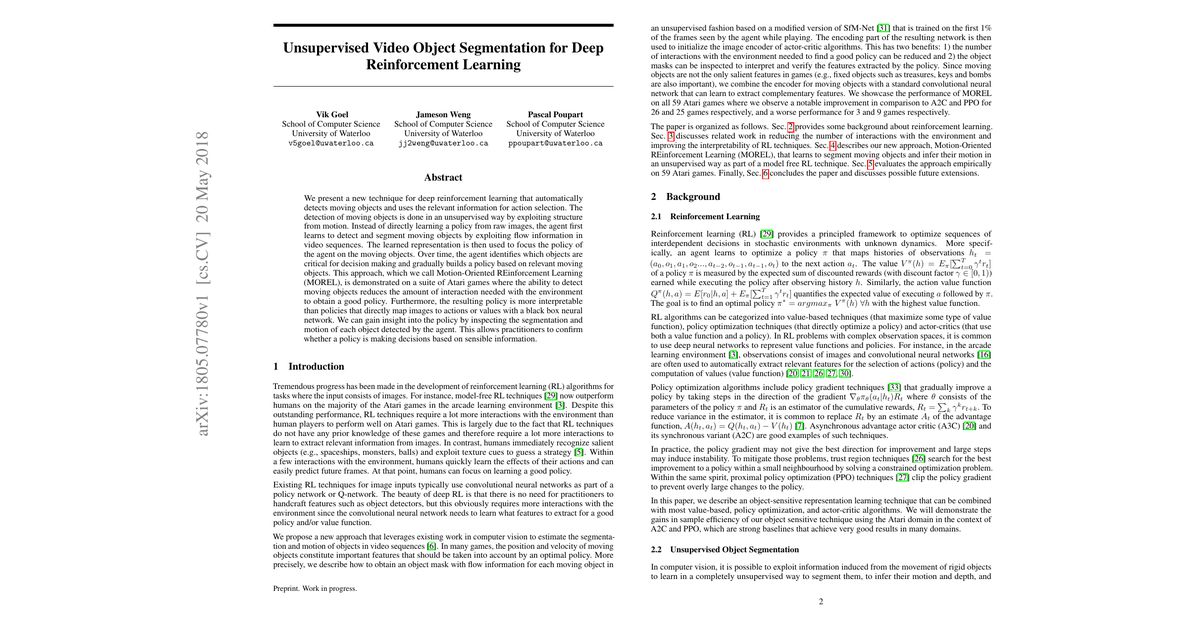 arXiv:1805.07780v1 [cs.CV] 20 May 2018
Unsupervised Video Object Segmentation for Deep
Reinforcement Learning
Vik Goel
School of Computer Science
University of Waterloo
v5goel@uwaterloo.ca
Jameson Weng
School of Computer Science
University of Waterloo
jj2weng@uwaterloo.ca
Pascal Poupart
School of Computer Science
University of Waterloo
ppoupart@uwaterloo.ca
Abstract
We present a new technique for deep reinforcement learning that automatically
detects moving objects and uses the relevant information for action selection. The
detection of moving objects is done in an unsupervised way by exploiting structure
from motion. Instead of directly learning a policy from raw images, the agent first
learns to detect and segment moving objects by exploiting flow information in
video sequences. The learned representation is then used to focus the policy of
the agent on the moving objects. Over time, the agent identifies which objects are
critical for decision making and gradually builds a policy based on relevant moving
objects. This approach, which we call Motion-Oriented REinforcement Learning
(MOREL), is demonstrated on a suite of Atari games where the ability to detect
moving objects reduces the amount of interaction needed with the environment
to obtain a good policy. Furthermore, the resulting policy is more interpretable
than policies that directly map images to actions or values with a black box neural
network. We can gain insight into the policy by inspecting the segmentation and
motion of each object detected by the agent. This allows practitioners to confirm
whether a policy is making decisions based on sensible information.
1 Introduction
Tremendous progress has been made in the development of reinforcement learning (RL) algorithms for
tasks where the input consists of images. For instance, model-free RL techniques [29] now outperform
humans on the majority of the Atari games in the arcade learning environment [3]. Despite this
outstanding performance, RL techniques require a lot more interactions with the environment than
human players to perform well on Atari games. This is largely due to the fact that RL techniques
do not have any prior knowledge of these games and therefore require a lot more interactions to
learn to extract relevant information from images. In contrast, humans immediately recognize salient
objects (e.g., spaceships, monsters, balls) and exploit texture cues to guess a strategy [5]. Within
a few interactions with the environment, humans quickly learn the effects of their actions and can
easily predict future frames. At that point, humans can focus on learning a good policy.
Existing RL techniques for image inputs typically use convolutional neural networks as part of a
policy network or Q-network. The beauty of deep RL is that there is no need for practitioners to
handcraft features such as object detectors, but this obviously requires more interactions with the
environment since the convolutional neural network needs to learn what features to extract for a good
policy and/or value function.
We propose a new approach that leverages existing work in computer vision to estimate the segmenta-
tion and motion of objects in video sequences [6]. In many games, the position and velocity of moving
objects constitute important features that should be taken into account by an optimal policy. More
precisely, we describe how to obtain an object mask with flow information for each moving object in
Preprint. Work in progress.
an unsupervised fashion based on a modified version of SfM-Net [31] that is trained on the first 1%
of the frames seen by the agent while playing. The encoding part of the resulting network is then
used to initialize the image encoder of actor-critic algorithms. This has two benefits: 1) the number
of interactions with the environment needed to find a good policy can be reduced and 2) the object
masks can be inspected to interpret and verify the features extracted by the policy. Since moving
objects are not the only salient features in games (e.g., fixed objects such as treasures, keys and bombs
are also important), we combine the encoder for moving objects with a standard convolutional neural
network that can learn to extract complementary features. We showcase the performance of MOREL
on all 59 Atari games where we observe a notable improvement in comparison to A2C and PPO for
26 and 25 games respectively, and a worse performance for 3 and 9 games respectively.
The paper is organized as follows. Sec. 2 provides some background about reinforcement learning.
Sec. 3 discusses related work in reducing the number of interactions with the environment and
improving the interpretability of RL techniques. Sec. 4 describes our new approach, Motion-Oriented
REinforcement Learning (MOREL), that learns to segment moving objects and infer their motion in
an unsupervised way as part of a model free RL technique. Sec. 5 evaluates the approach empirically
on 59 Atari games. Finally, Sec. 6 concludes the paper and discusses possible future extensions.
2 Background
2.1 Reinforcement Learning
Reinforcement learning (RL) [29] provides a principled framework to optimize sequences of
interdependent decisions in stochastic environments with unknown dynamics. More specif-
ically, an agent learns to optimize a policy π that maps histories of observations hₜ =
(a₀, o₁, a₁, o₂..., aₜ₋₂, oₜ₋₁, aₜ₋₁, oₜ) to the next action aₜ. The value V^π(h) = E_π[∑_{t=0}^T γ^t rₜ]
of a policy π is measured by the expected sum of discounted rewards (with discount factor γ ∈ [0, 1))
earned while executing the policy after observing history h. Similarly, the action value function
Q^π(h, a) = E[r₀|h, a] + E_π[∑_{t=1}^T γ^t rₜ] quantifies the expected value of executing a followed by π.
The goal is to find an optimal policy π* = argmax_π V^π(h) ∀h with the highest value function.
RL algorithms can be categorized into value-based techniques (that maximize some type of value
function), policy optimization techniques (that directly optimize a policy) and actor-critics (that use
both a value function and a policy). In RL problems with complex observation spaces, it is common
to use deep neural networks to represent value functions and policies. For instance, in the arcade
learning environment [3], observations consist of images and convolutional neural networks [16]
are often used to automatically extract relevant features for the selection of actions (policy) and the
computation of values (value function) [20, 21, 26, 27, 30].
Policy optimization algorithms include policy gradient techniques [33] that gradually improve a
policy by taking steps in the direction of the gradient ∇_θπ_θ(aₜ|hₜ)Rₜ where θ consists of the
parameters of the policy π and Rₜ is an estimator of the cumulative rewards, Rₜ = ∑_k γ^k r_{t+k}. To
reduce variance in the estimator, it is common to replace Rₜ by an estimate Aₜ of the advantage
function, A(hₜ, aₜ) = Q(hₜ, aₜ) − V(hₜ) [7]. Asynchronous advantage actor critic (A3C) [20] and
its synchronous variant (A2C) are good examples of such techniques.
In practice, the policy gradient may not give the best direction for improvement and large steps
may induce instability. To mitigate those problems, trust region techniques [26] search for the best
improvement to a policy within a small neighbourhood by solving a constrained optimization problem.
Within the same spirit, proximal policy optimization (PPO) techniques [27] clip the policy gradient
to prevent overly large changes to the policy.
In this paper, we describe an object-sensitive representation learning technique that can be combined
with most value-based, policy optimization, and actor-critic algorithms. We will demonstrate the
gains in sample efficiency of our object sensitive technique using the Atari domain in the context of
A2C and PPO, which are strong baselines that achieve very good results in many domains.
2.2 Unsupervised Object Segmentation
In computer vision, it is possible to exploit information induced from the movement of rigid objects
to learn in a completely unsupervised way to segment them, to infer their motion and depth, and
2